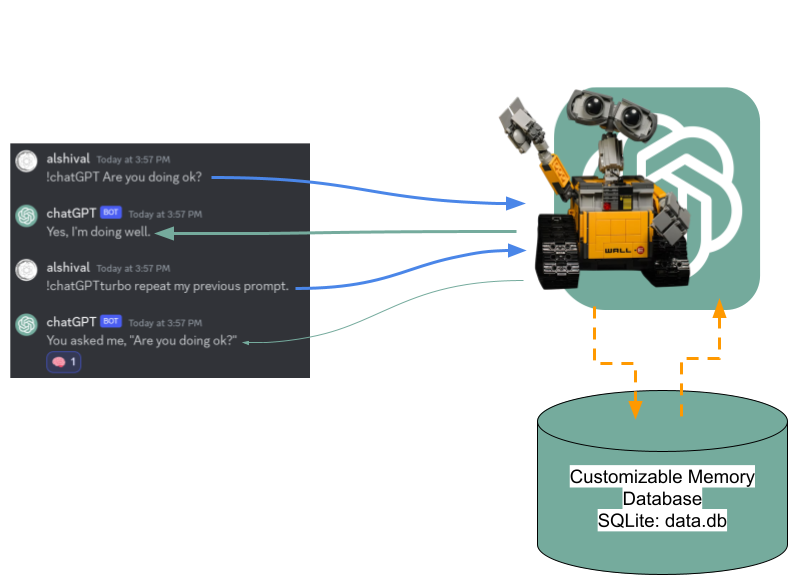 alshival Today at 3:57 PM
!chatGPT Are you doing ok?
chatGPT BOT Today at 3:57 PM
Yes, I'm doing well.
alshival Today at 3:57 PM
!chatGPTturbo repeat my previous prompt.
chatGPT BOT Today at 3:57 PM
You asked me, "Are you doing ok?"
1
WALL·E
Customizable Memory
Database
SQLite: data.db